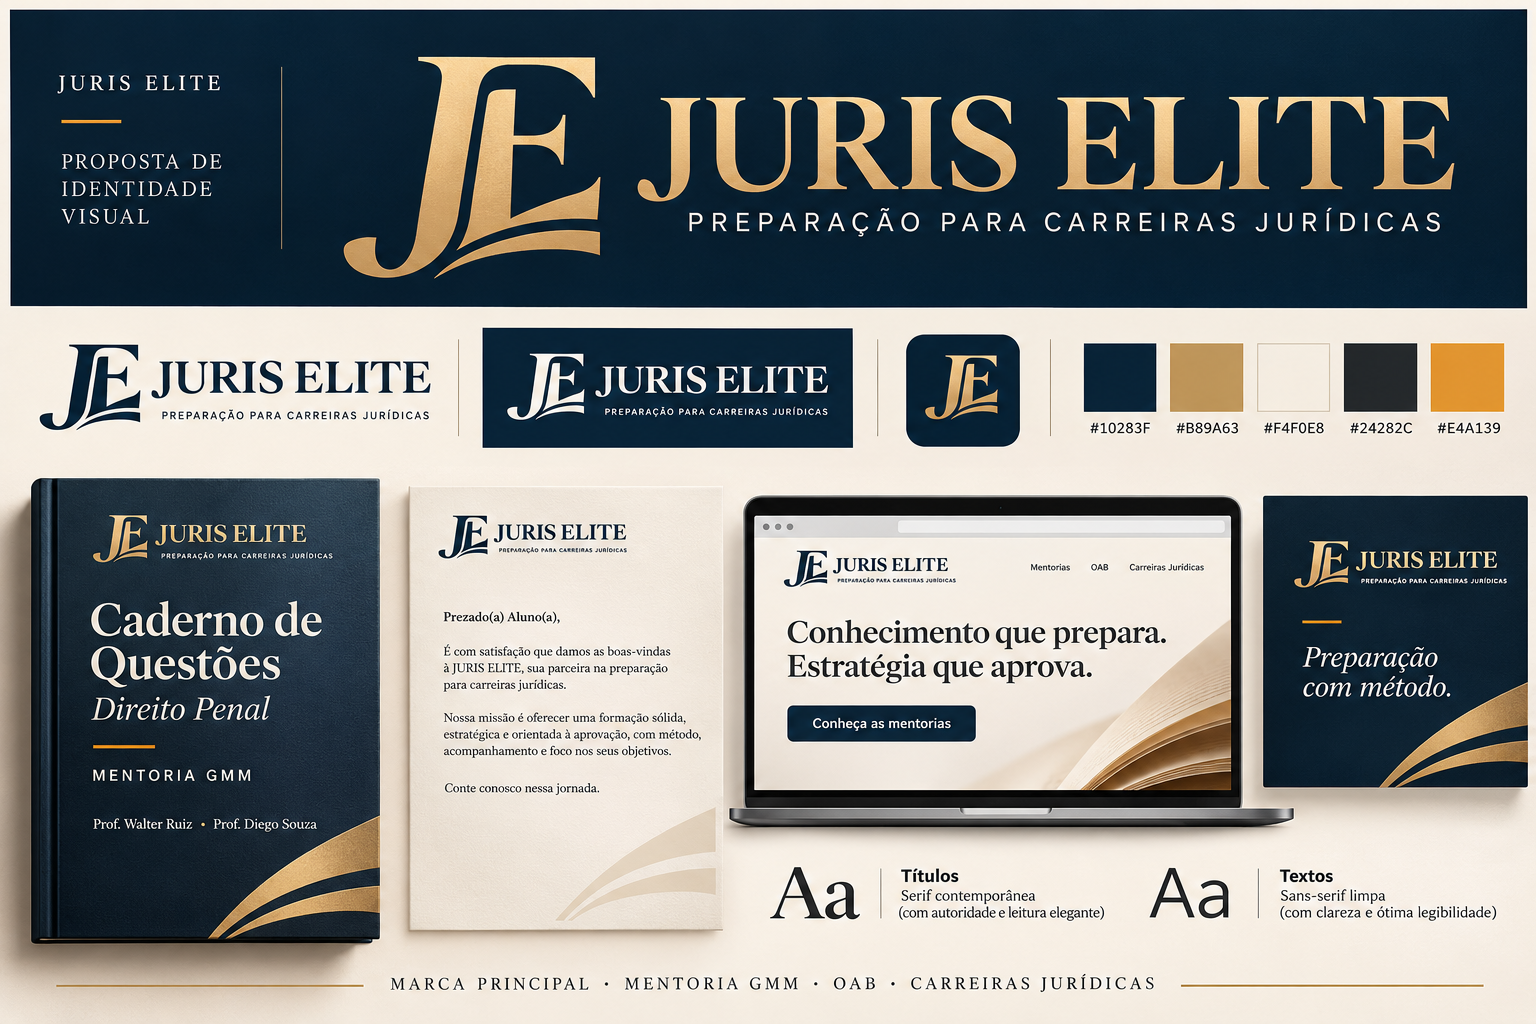 JURIS ELITE
PROPOSTA DE
IDENTIDADE
VISUAL
JE
JURIS ELITE
PREPARAÇÃO PARA CARREIRAS JURÍDICAS
JE
JURIS ELITE
PREPARAÇÃO PARA CARREIRAS JURÍDICAS
JE
JURIS ELITE
PREPARAÇÃO PARA CARREIRAS JURÍDICAS
JE
#10283F
#B89A63
#F4F0E8
#24282C
#E4A139
JE
JURIS ELITE
PREPARAÇÃO PARA CARREIRAS JURÍDICAS
Caderno de
Questões
Direito Penal
MENTORIA GMM
Prof. Walter Ruiz • Prof. Diego Souza
JE
JURIS ELITE
PREPARAÇÃO PARA CARREIRAS JURÍDICAS
Prezado(a) Aluno(a),
É com satisfação que damos as boas-vindas
à JURIS ELITE, sua parceira na preparação
para carreiras jurídicas.
Nossa missão é oferecer uma formação sólida,
estratégica e orientada à aprovação, com método,
acompanhamento e foco nos seus objetivos.
Conte conosco nessa jornada.
JE
JURIS ELITE
PREPARAÇÃO PARA CARREIRAS JURÍDICAS
Mentorias OAB Carreiras Jurídicas
Conhecimento que prepara.
Estratégia que aprova.
Conheça as mentorias
JE
JURIS ELITE
PREPARAÇÃO PARA CARREIRAS JURÍDICAS
Preparação
com método.
Aa
Títulos
Serif contemporânea
(com autoridade e leitura elegante)
Aa
Textos
Sans-serif limpa
(com clareza e ótima legibilidade)
MARCA PRINCIPAL • MENTORIA GMM • OAB • CARREIRAS JURÍDICAS